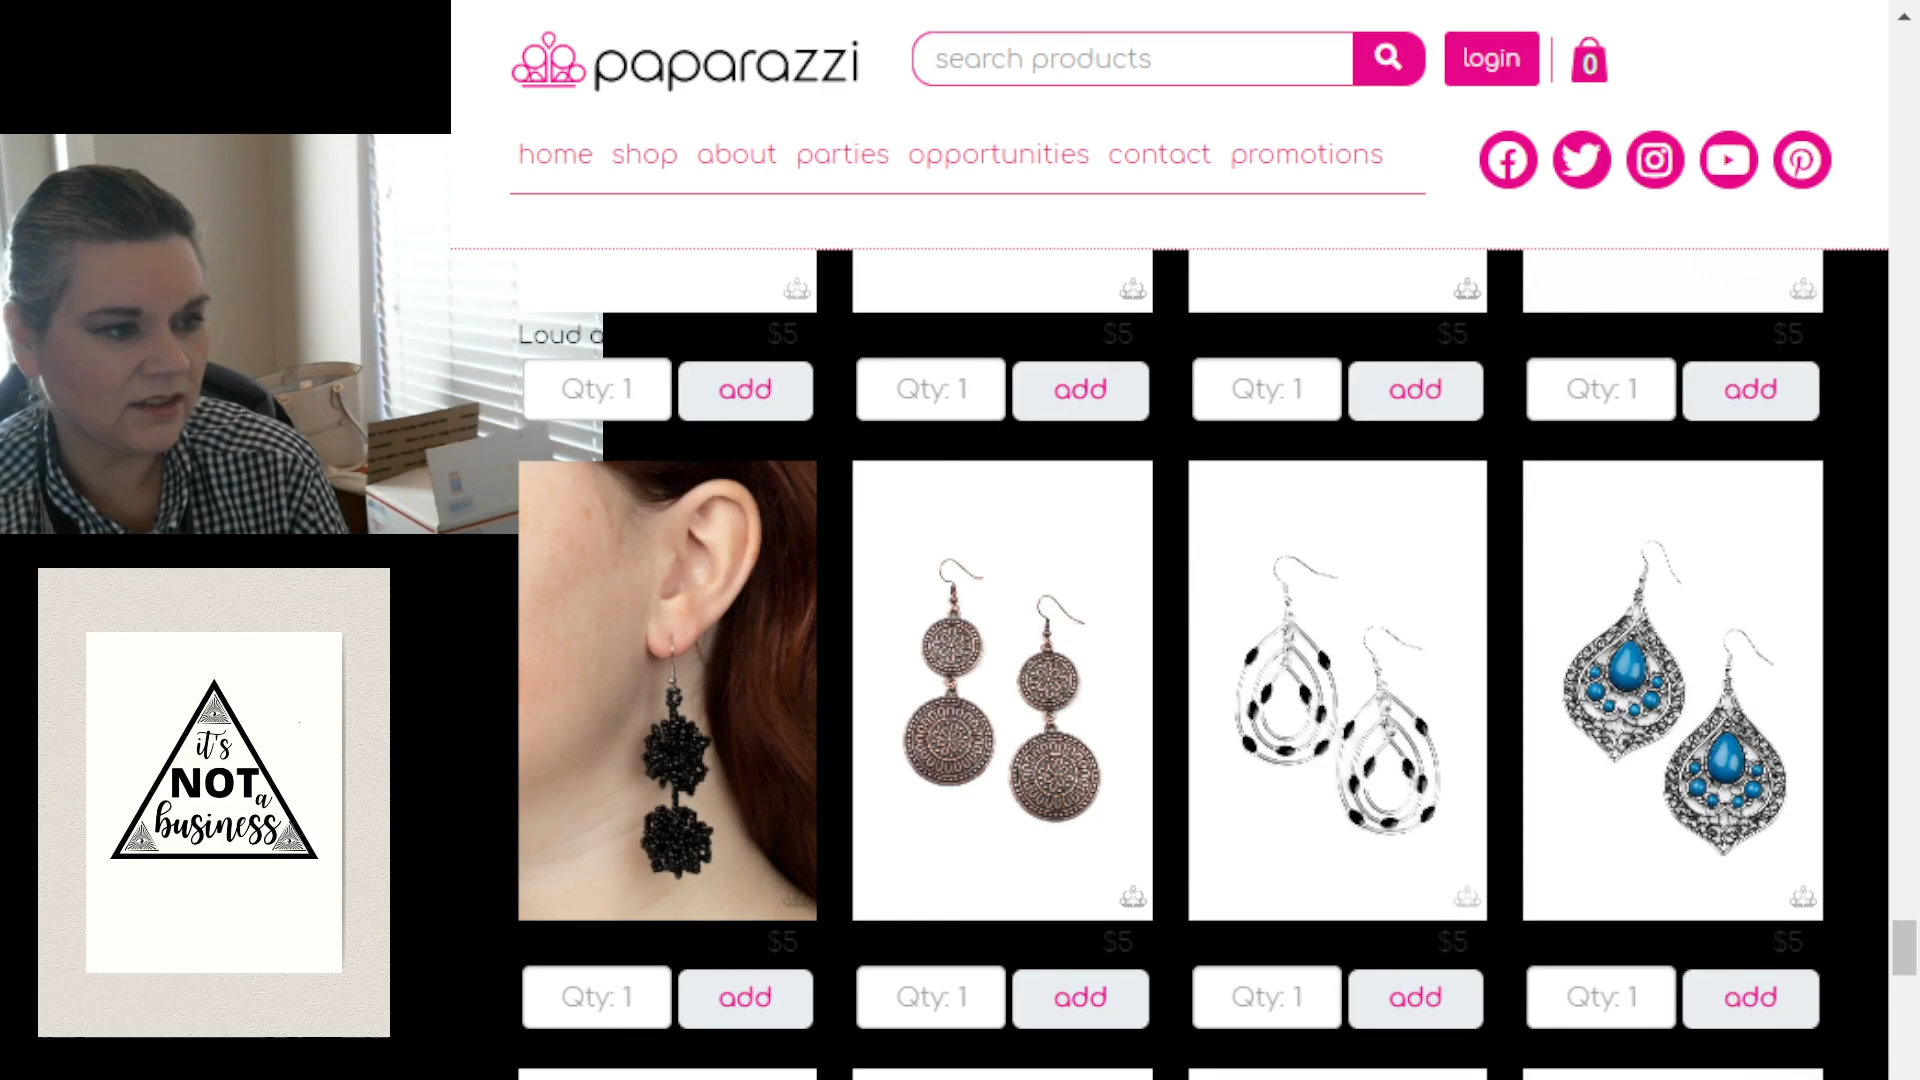 paparazzi
search products
login
0
home shop about parties opportunities contact promotions
$5 $5 $5 $5
Loud
Qty: 1 add Qty: 1 add Qty: 1 add Qty: 1 add
it's
NOT a
business
$5 $5 $5 $5
Qty: 1 add Qty: 1 add Qty: 1 add Qty: 1 add